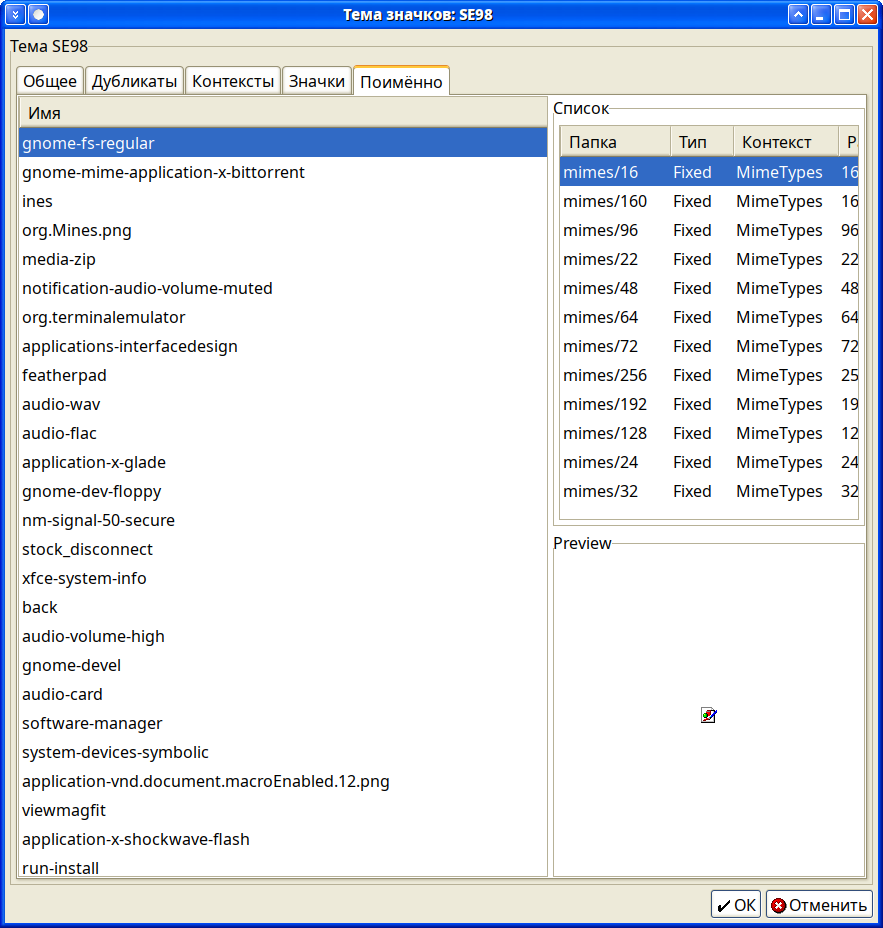 Тема значков: SE98
Тема SE98
Общее Дубликаты Контексты Значки Поимённо
Имя
gnome-fs-regular
gnome-mime-application-x-bittorrent
ines
org.Mines.png
media-zip
notification-audio-volume-muted
org.terminalemulator
applications-interfacedesign
featherpad
audio-wav
audio-flac
application-x-glade
gnome-dev-floppy
nm-signal-50-secure
stock_disconnect
xfce-system-info
back
audio-volume-high
gnome-devel
audio-card
software-manager
system-devices-symbolic
application-vnd.document.macroEnabled.12.png
viewmagfit
application-x-shockwave-flash
run-install
Список
Папка Тип Контекст
mimes/16 Fixed MimeTypes 16
mimes/160 Fixed MimeTypes 16
mimes/96 Fixed MimeTypes 96
mimes/22 Fixed MimeTypes 22
mimes/48 Fixed MimeTypes 48
mimes/64 Fixed MimeTypes 64
mimes/72 Fixed MimeTypes 72
mimes/256 Fixed MimeTypes 25
mimes/192 Fixed MimeTypes 19
mimes/128 Fixed MimeTypes 12
mimes/24 Fixed MimeTypes 24
mimes/32 Fixed MimeTypes 32
Preview
OK Отменить